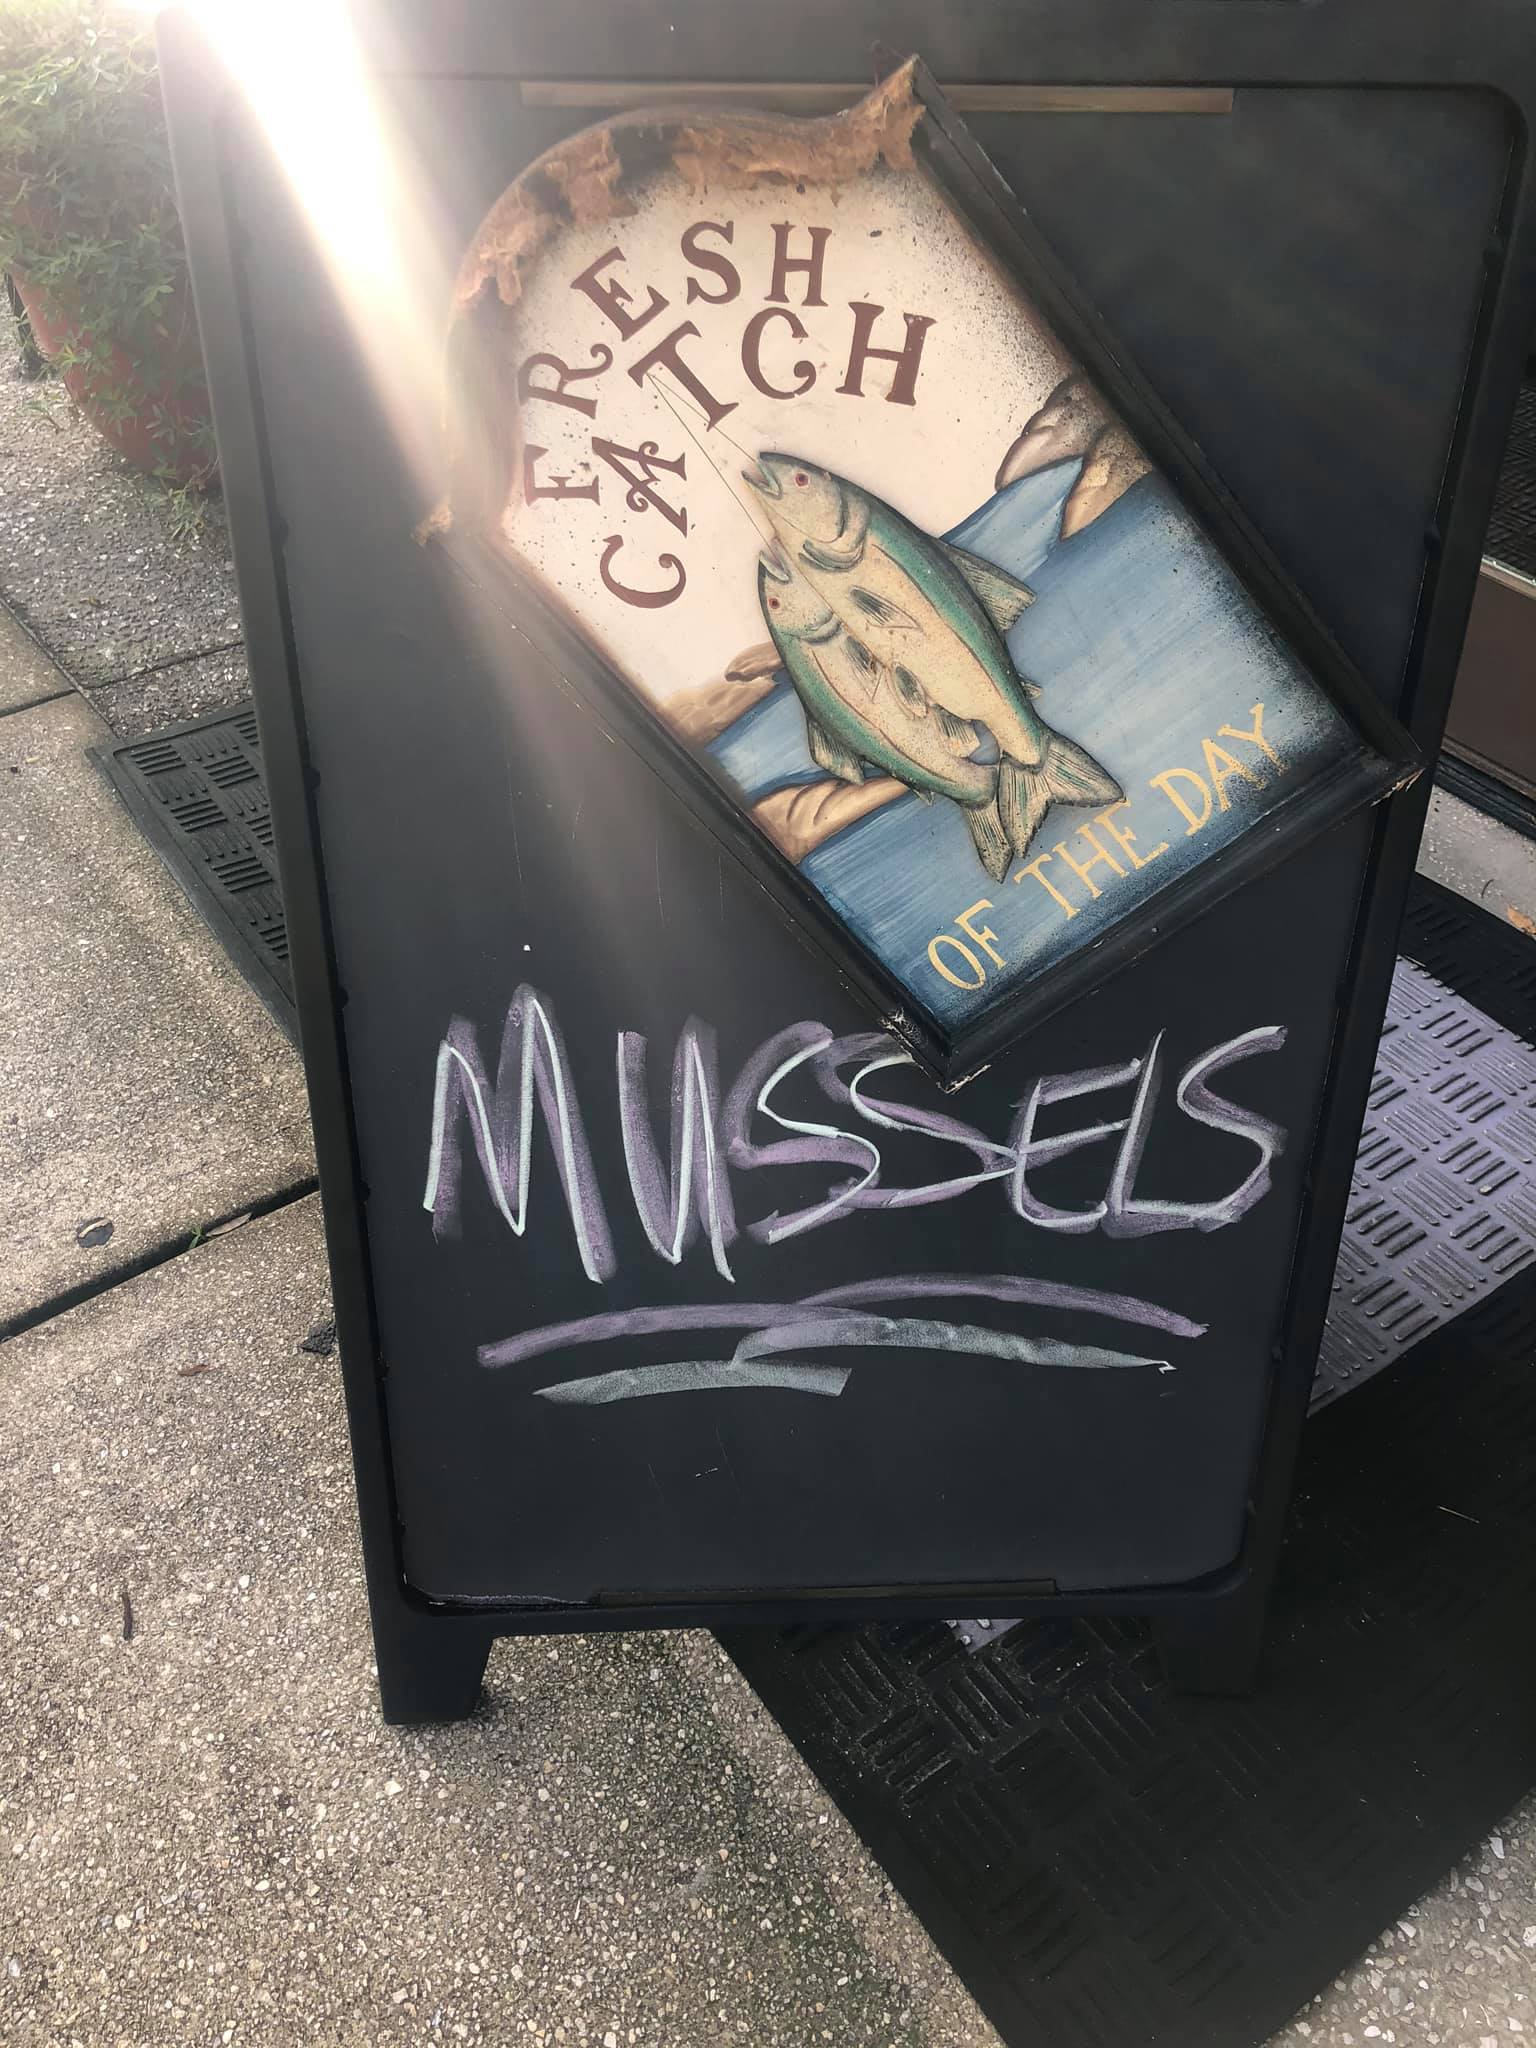 FRESH
CATCH
OF THE DAY
MUSSELS